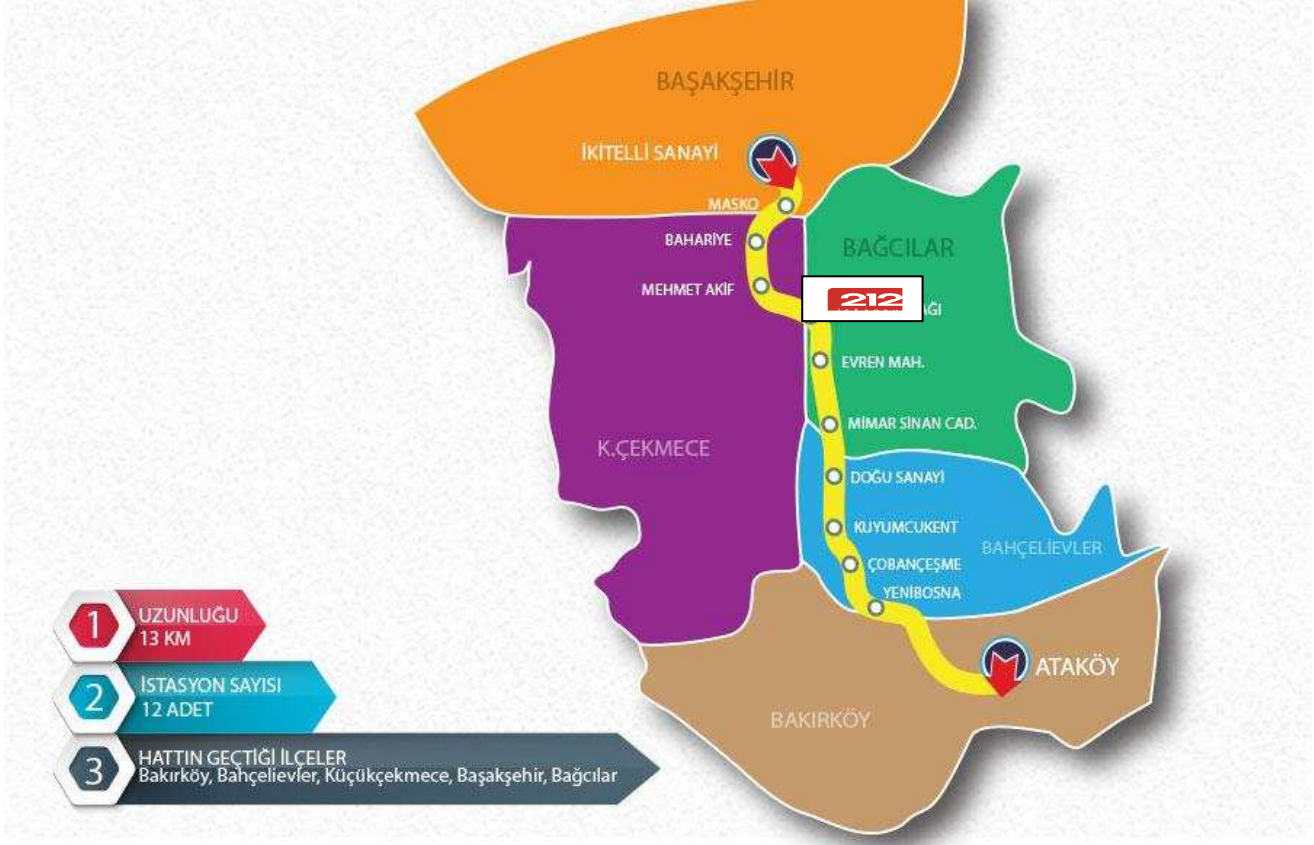 BAŞAKŞEHİR
İKİTELLİ SANAYİ
MASKO
BAHARİYE
BAĞCILAR
MEHMET AKİF
212
EVREN MAH.
MİMAR SİNAN CAD.
K.ÇEKMECE
DOĞU SANAYİ
KUYUMCUKENT
BAHÇELİEVLER
ÇOBANÇEŞME
YENİBOSNA
ATAKÖY
BAKIRKÖY
1
UZUNLUĞU
13 KM
2
İSTASYON SAYISI
12 ADET
3
HATTIN GEÇTİĞİ İLÇELER
Bakırköy, Bahçelievler, Küçükçekmece, Başakşehir, Bağcılar